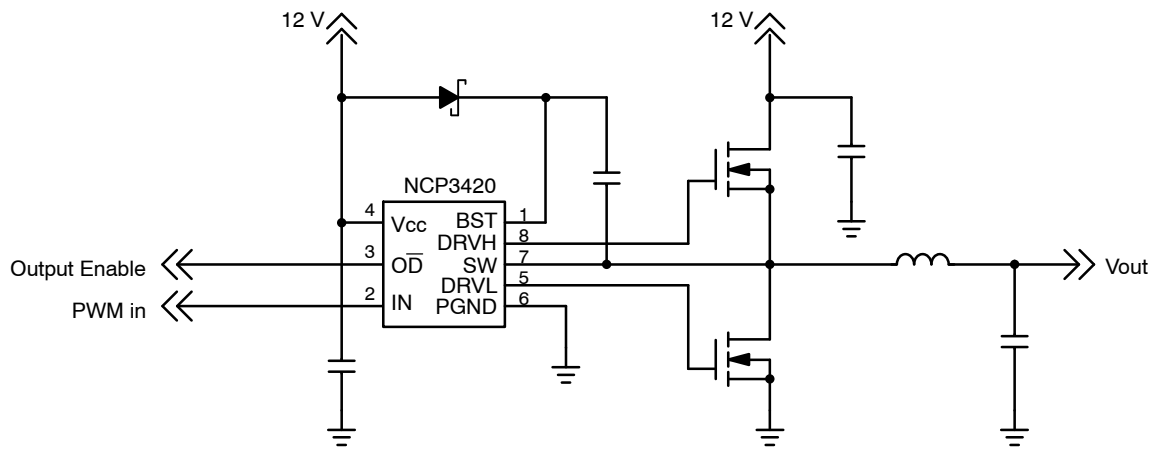 12 V
12 V
NCP3420
4
Vcc
BST
1
DRVH
8
Output Enable
3
OD̅
SW
7
Vout
DRVL
5
PWM in
2
IN
PGND
6